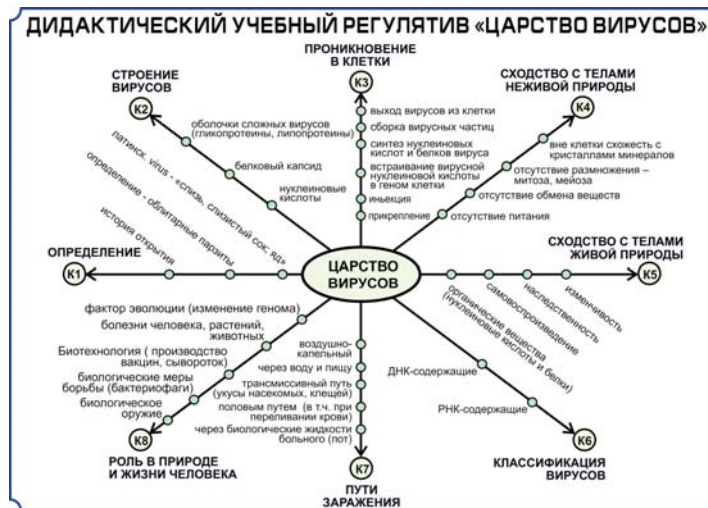 ДИДАКТИЧЕСКИЙ УЧЕБНЫЙ РЕГУЛЯТИВ «ЦАРСТВО ВИРУСОВ»
ПРОНИКНОВЕНИЕ
В КЛЕТКИ
К3
выход вирусов из клетки
сборка вирусных частиц
синтез нуклеиновых
кислот и белков вируса
встраивание вирусной
нуклеиновой кислоты
в геном клетки
иньекция
прикрепление
СТРОЕНИЕ
ВИРУСОВ
К2
оболочки сложных вирусов
(гликопротеины, липопротеины)
белковый капсид
нуклеиновые
кислоты
СХОДСТВО С ТЕЛАМИ
НЕЖИВОЙ ПРИРОДЫ
К4
вне клетки схожесть с
кристаллами минералов
отсутствие размножения –
митоза, мейоза
отсутствие обмена веществ
отсутствие питания
латинск. virus - «слизь, слизистый сок; яд»
определение - облитарные паразиты
история открытия
ОПРЕДЕЛЕНИЕ
К1
ЦАРСТВО
ВИРУСОВ
СХОДСТВО С ТЕЛАМИ
ЖИВОЙ ПРИРОДЫ
К5
органические вещества
(нуклеиновые кислоты и белки)
самовоспроизведение
наследственность
изменчивость
фактор эволюции (изменение генома)
болезни человека, растений,
животных
Биотехнология ( производство
вакцин, сывороток)
биологические меры
борьбы (бактериофаги)
биологическое
оружие
К8
РОЛЬ В ПРИРОДЕ
И ЖИЗНИ ЧЕЛОВЕКА
воздушно-
капельный
через воду и пищу
трансмиссивный путь
(укусы насекомых, клещей)
половым путем (в т.ч. при
переливании крови)
через биологические жидкости
больного (пот)
К7
ПУТИ
ЗАРАЖЕНИЯ
ДНК-содержащие
РНК-содержащие
К6
КЛАССИФИКАЦИЯ
ВИРУСОВ